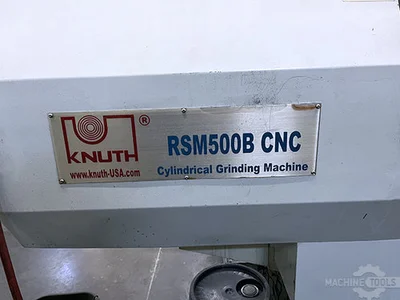 KNUTH ®
www.knuth-USA.com
RSM500B CNC
Cylindrical Grinding Machine
MACHINE TOOLS